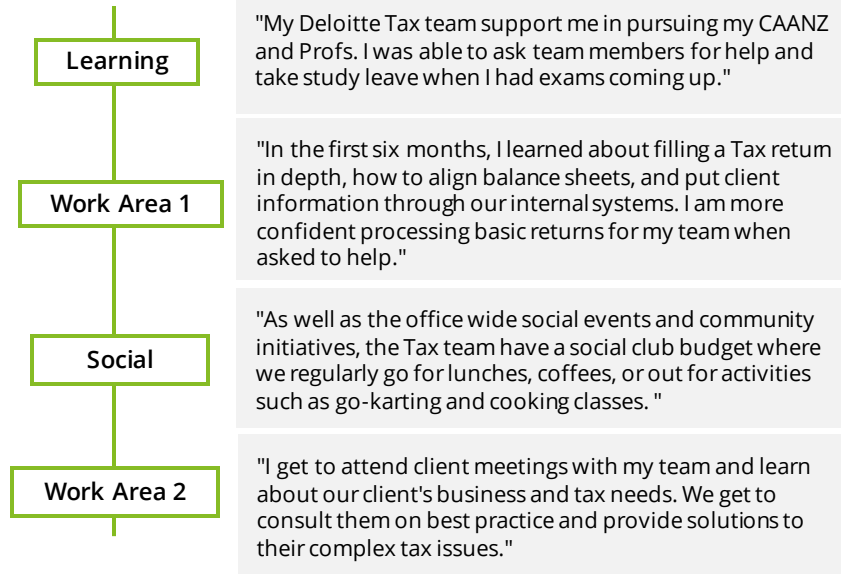 Learning
"My Deloitte Tax team support me in pursuing my CAANZ
and Profs. I was able to ask team members for help and
take study leave when I had exams coming up."
Work Area 1
"In the first six months, I learned about filling a Tax return
in depth, how to align balance sheets, and put client
information through our internal systems. I am more
confident processing basic returns for my team when
asked to help."
Social
"As well as the office wide social events and community
initiatives, the Tax team have a social club budget where
we regularly go for lunches, coffees, or out for activities
such as go-karting and cooking classes. "
Work Area 2
"I get to attend client meetings with my team and learn
about our client's business and tax needs. We get to
consult them on best practice and provide solutions to
their complex tax issues."